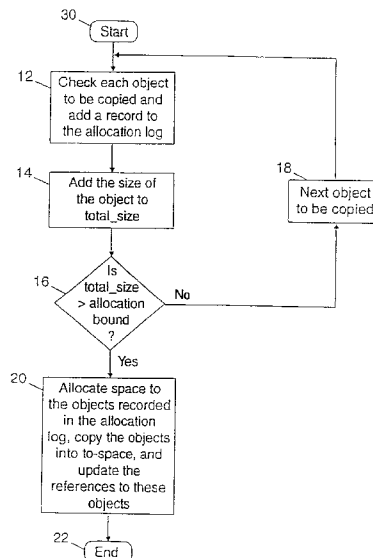 30
Start
12
Check each object
to be copied and
add a record to
the allocation log
14
Add the size of
the object to
total_size
18
Next object
to be copied
16
Is
total_size
> allocation
bound
?
No
Yes
20
Allocate space to
the objects recorded
in the allocation
log, copy the objects
into to-space, and
update the
references to these
objects
22
End